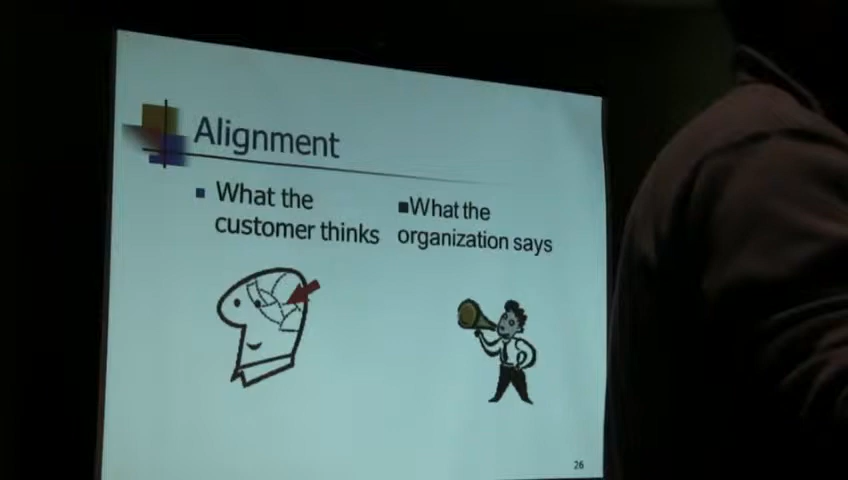 Alignment
What the
customer thinks
What the
organization says
26